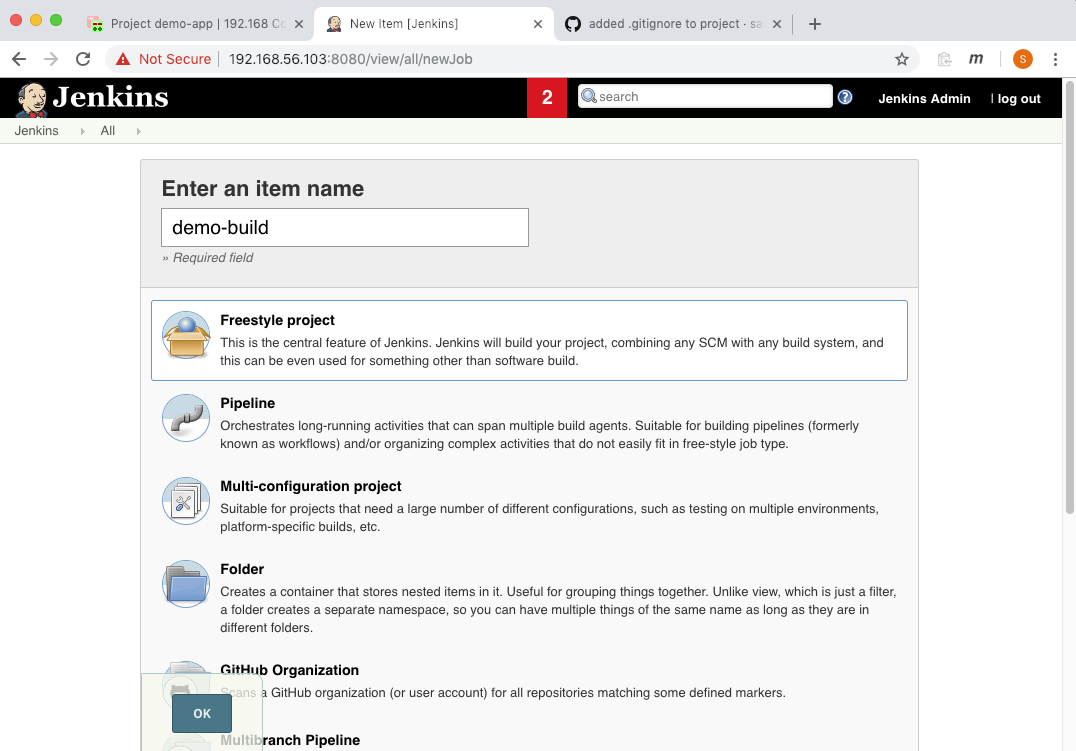 Project demo-app | 192.168 Co
New Item [Jenkins]
added .gitignore to project · sa
Not Secure
192.168.56.103:8080/view/all/newJob
m
S
Jenkins
2
search
?
Jenkins Admin
| log out
Jenkins
All
Enter an item name
demo-build
» Required field
Freestyle project
This is the central feature of Jenkins. Jenkins will build your project, combining any SCM with any build system, and
this can be even used for something other than software build.
Pipeline
Orchestrates long-running activities that can span multiple build agents. Suitable for building pipelines (formerly
known as workflows) and/or organizing complex activities that do not easily fit in free-style job type.
Multi-configuration project
Suitable for projects that need a large number of different configurations, such as testing on multiple environments,
platform-specific builds, etc.
Folder
Creates a container that stores nested items in it. Useful for grouping things together. Unlike view, which is just a filter,
a folder creates a separate namespace, so you can have multiple things of the same name as long as they are in
different folders.
GitHub Organization
Scans a GitHub organization (or user account) for all repositories matching some defined markers.
OK
Multibranch Pipeline